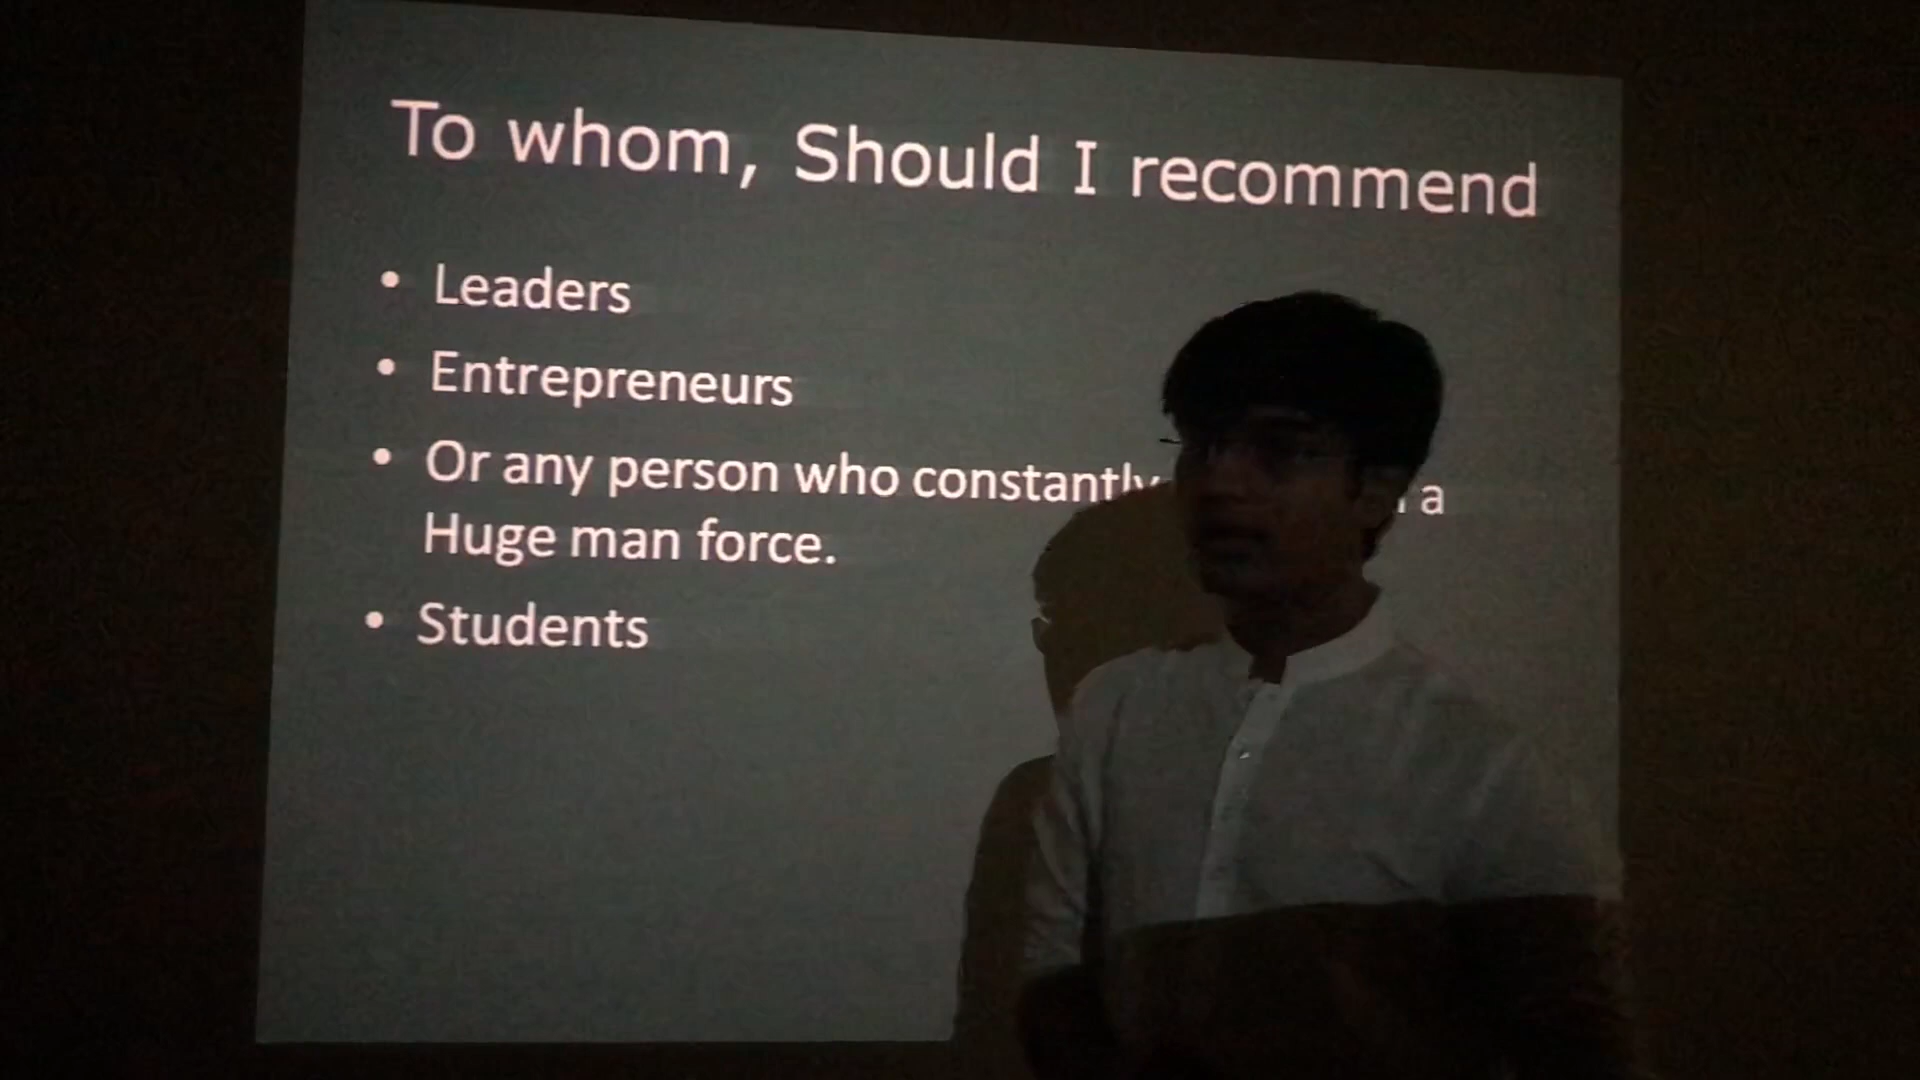 To whom, Should I recommend
• Leaders
• Entrepreneurs
• Or any person who constantly a
Huge man force.
• Students